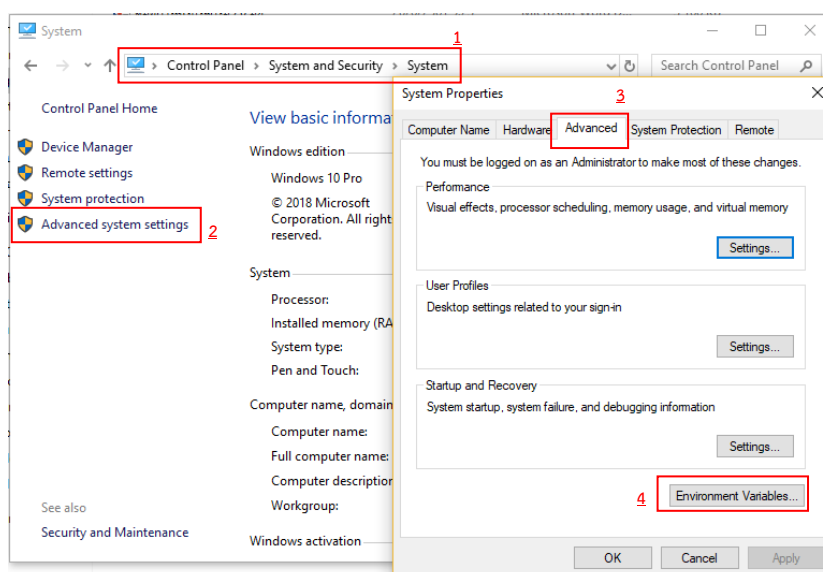 System
1
Control Panel > System and Security > System
Search Control Panel
Control Panel Home
Device Manager
Remote settings
System protection
Advanced system settings
2
See also
Security and Maintenance
View basic informa
Windows edition
Windows 10 Pro
© 2018 Microsoft
Corporation. All right
reserved.
System
Processor:
Installed memory (RA
System type:
Pen and Touch:
Computer name, domain
Computer name:
Full computer name:
Computer description
Workgroup:
Windows activation
System Properties
3
Computer Name
Hardware
Advanced
System Protection
Remote
You must be logged on as an Administrator to make most of these changes.
Performance
Visual effects, processor scheduling, memory usage, and virtual memory
Settings...
User Profiles
Desktop settings related to your sign-in
Settings...
Startup and Recovery
System startup, system failure, and debugging information
Settings...
4
Environment Variables...
OK
Cancel
Apply